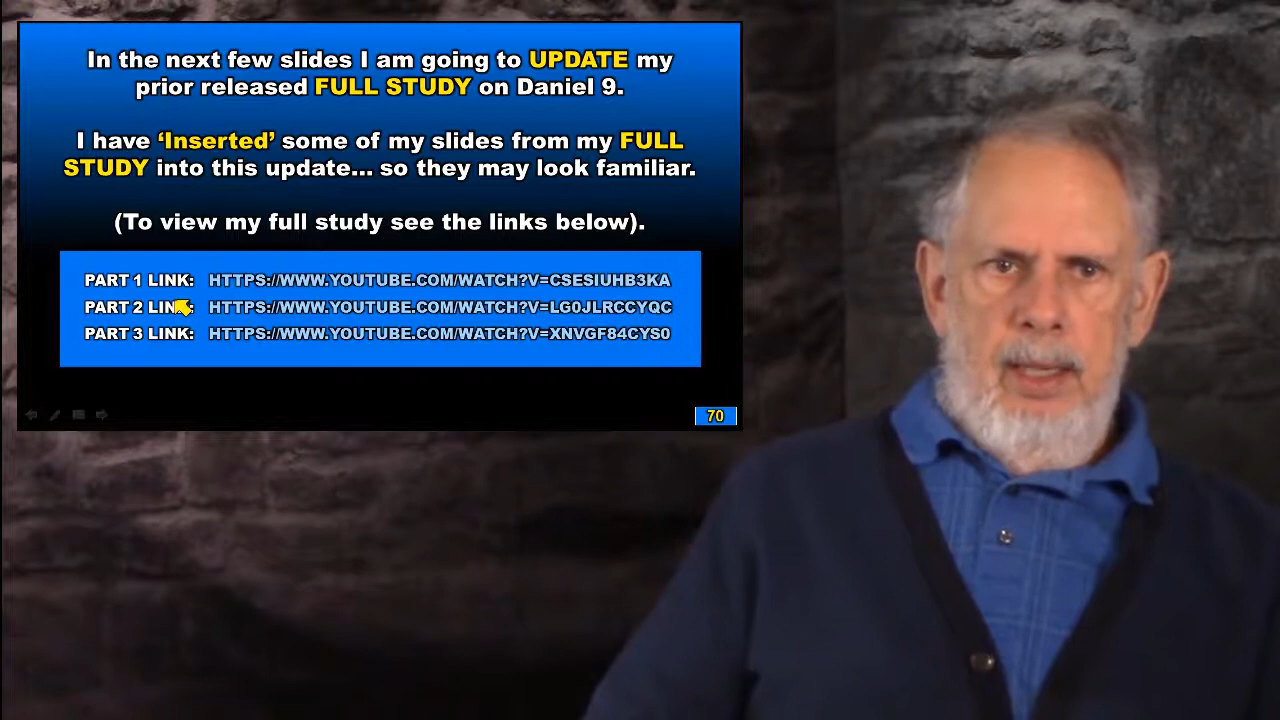 In the next few slides I am going to UPDATE my
prior released FULL STUDY on Daniel 9.
I have ‘Inserted’ some of my slides from my FULL
STUDY into this update... so they may look familiar.
(To view my full study see the links below).
PART 1 LINK: HTTPS://WWW.YOUTUBE.COM/WATCH?V=CSESIUHB3KA
PART 2 LINK: HTTPS://WWW.YOUTUBE.COM/WATCH?V=LG0JLRCCYQC
PART 3 LINK: HTTPS://WWW.YOUTUBE.COM/WATCH?V=XNVGF84CYS0
70